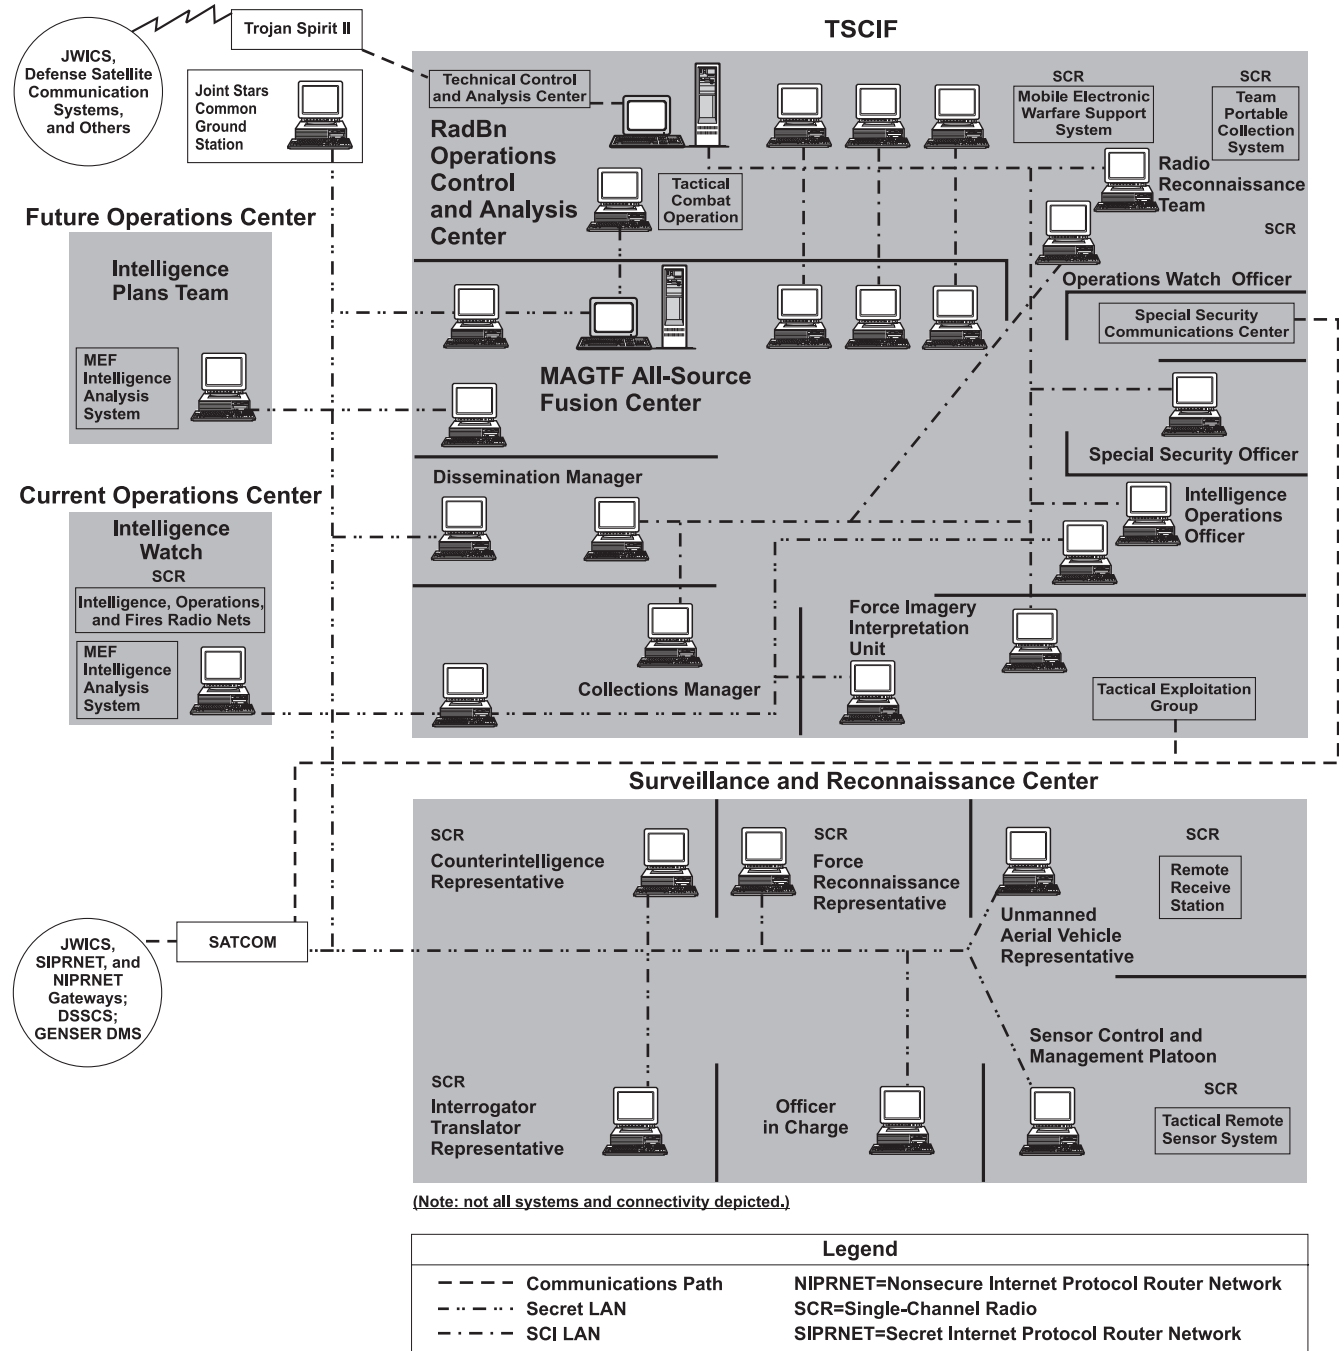 TSCIF
Trojan Spirit II
JWICS,
Defense Satellite
Communication
Systems,
and Others
Joint Stars
Common
Ground
Station
Technical Control
and Analysis Center
RadBn
Operations
Control
and Analysis
Center
Tactical
Combat
Operation
SCR
Mobile Electronic
Warfare Support
System
SCR
Team
Portable
Collection
System
Radio
Reconnaissance
Team
SCR
Operations Watch Officer
Future Operations Center
Intelligence
Plans Team
MEF
Intelligence
Analysis
System
MAGTF All-Source
Fusion Center
Special Security
Communications Center
Special Security Officer
Current Operations Center
Intelligence
Watch
SCR
Intelligence, Operations,
and Fires Radio Nets
MEF
Intelligence
Analysis
System
Dissemination Manager
Intelligence
Operations
Officer
Collections Manager
Force Imagery
Interpretation
Unit
Tactical Exploitation
Group
Surveillance and Reconnaissance Center
SCR
Counterintelligence
Representative
SCR
Force
Reconnaissance
Representative
Unmanned
Aerial Vehicle
Representative
SCR
Remote
Receive
Station
SATCOM
JWICS,
SIPRNET, and
NIPRNET
Gateways;
DSSCS;
GENSER DMS
SCR
Interrogator
Translator
Representative
Officer
in Charge
Sensor Control and
Management Platoon
SCR
Tactical Remote
Sensor System
(Note: not all systems and connectivity depicted.)
Legend
Communications Path
Secret LAN
SCI LAN
NIPRNET=Nonsecure Internet Protocol Router Network
SCR=Single-Channel Radio
SIPRNET=Secret Internet Protocol Router Network